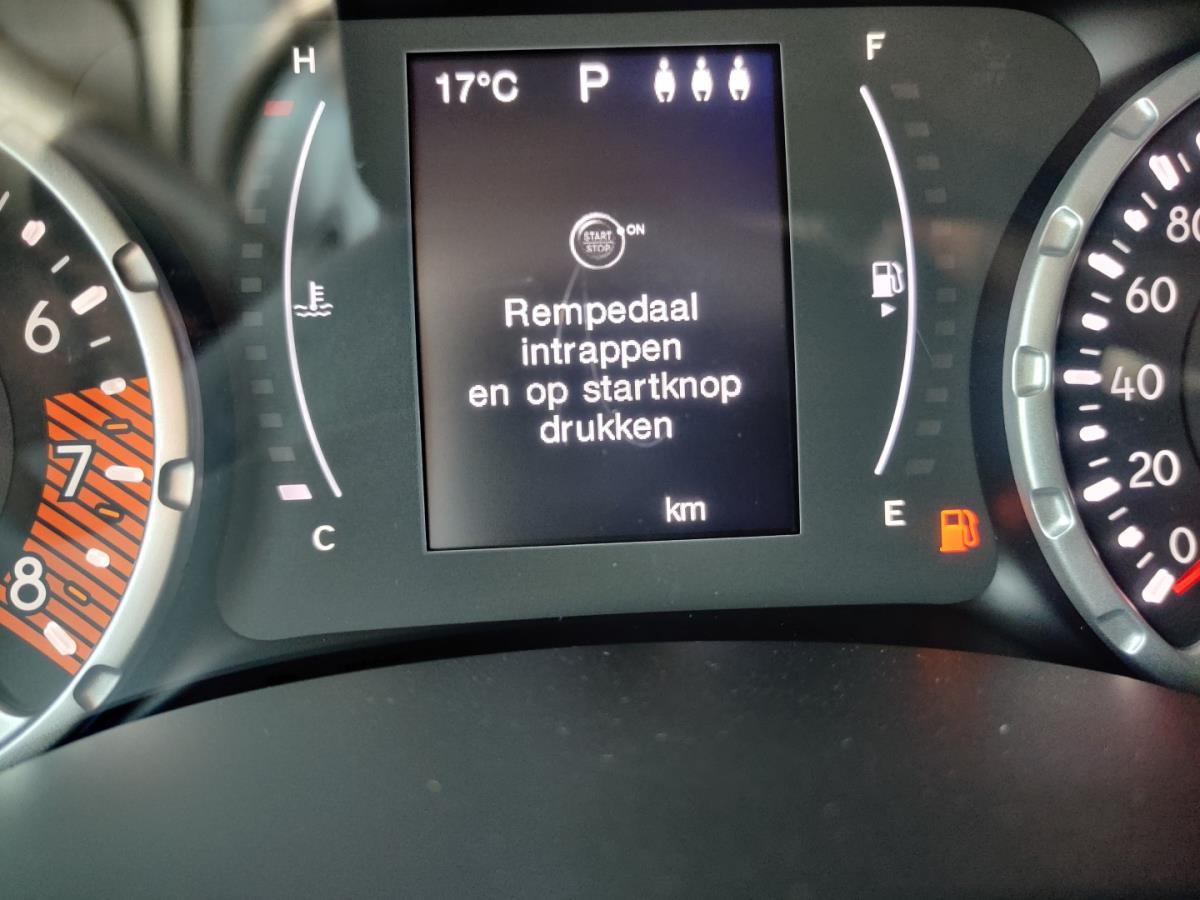 H
17°C P
F
START
STOP
ON
Rempedaal
intrappen
en op startknop
drukken
km
C
E
6
7
8
80
60
40
20
0